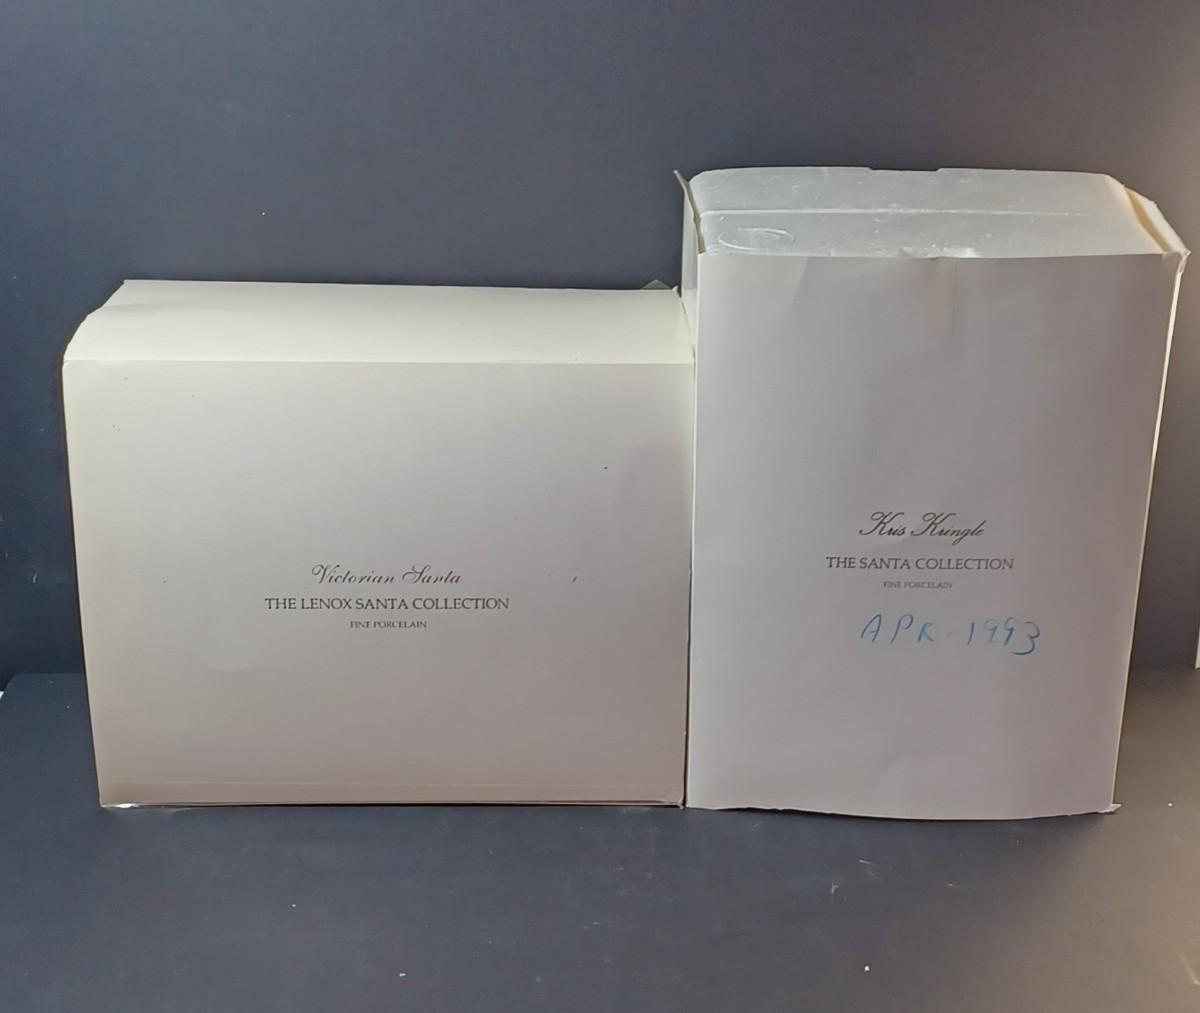 Victorian Santa
THE LENOX SANTA COLLECTION
FINE PORCELAIN
Kris Kringle
THE SANTA COLLECTION
FINE PORCELAIN
APR-1993